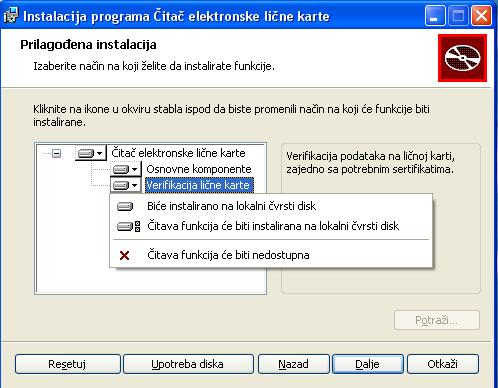 Instalacija programa Čitač elektronske lične karte
Prilagođena instalacija
Izaberite način na koji želite da instalirate funkcije.
Kliknite na ikone u okviru stabla ispod da biste promenili način na koji će funkcije biti
instalirane.
Čitač elektronske lične karte
Osnovne komponente
Verifikacija lične karte
Biće instalirano na lokalni čvrsti disk
Čitava funkcija će biti instalirana na lokalni čvrsti disk
Čitava funkcija će biti nedostupna
Verifikacija podataka na ličnoj karti,
zajedno sa potrebnim sertifikatima.
Potraži...
Resetuj Upotreba diska Nazad Dalje Otkaži